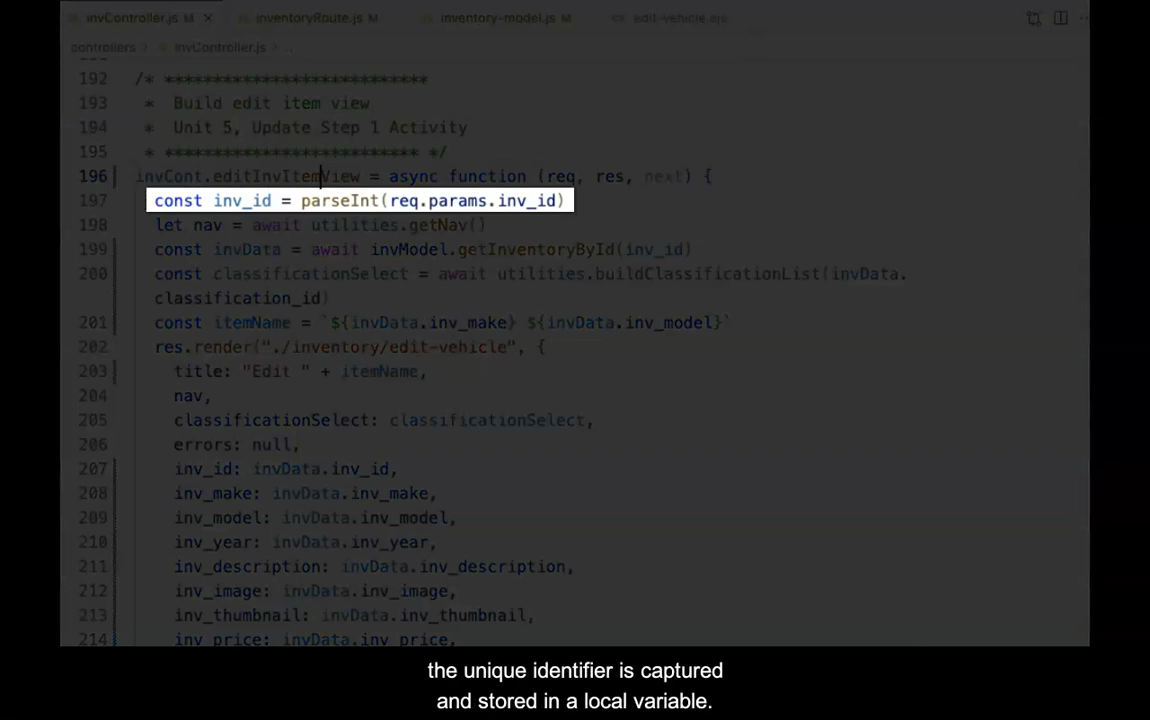 invController.js M ×   inventoryRoute.js M   inventory-model.js M   edit-vehicle.ejs
controllers > invController.js > ...
192 /* ***************************
193  *  Build edit item view
194  *  Unit 5, Update Step 1 Activity
195  * ************************** */
196 invCont.editInvItemView = async function (req, res, next) {
197   const inv_id = parseInt(req.params.inv_id)
198   let nav = await utilities.getNav()
199   const invData = await invModel.getInventoryById(inv_id)
200   const classificationSelect = await utilities.buildClassificationList(invData.
classification_id)
201   const itemName = `${invData.inv_make} ${invData.inv_model}`
202   res.render("./inventory/edit-vehicle", {
203     title: "Edit " + itemName,
204     nav,
205     classificationSelect: classificationSelect,
206     errors: null,
207     inv_id: invData.inv_id,
208     inv_make: invData.inv_make,
209     inv_model: invData.inv_model,
210     inv_year: invData.inv_year,
211     inv_description: invData.inv_description,
212     inv_image: invData.inv_image,
213     inv_thumbnail: invData.inv_thumbnail,
214     inv_price: invData.inv_price,
the unique identifier is captured
and stored in a local variable.